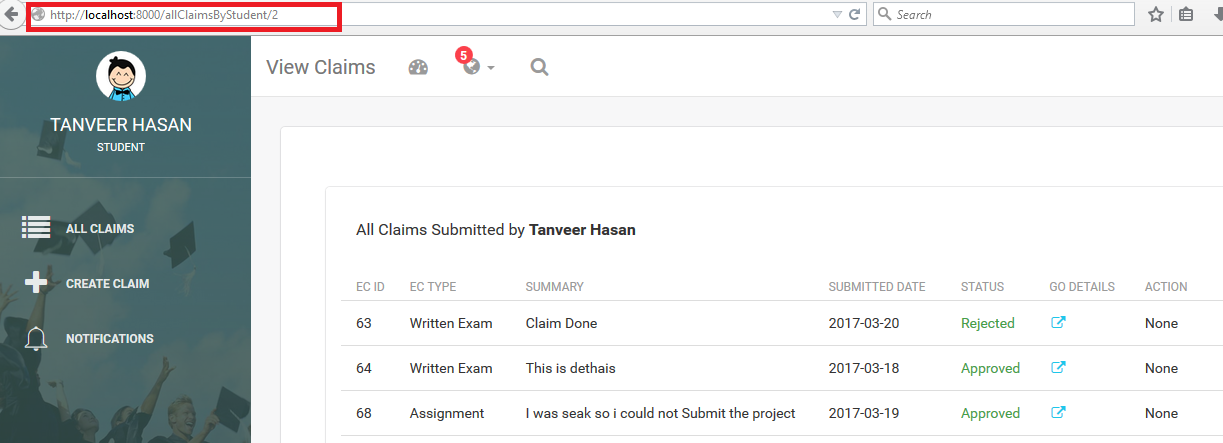 http://localhost:8000/allClaimsByStudent/2
Search
TANVEER HASAN
STUDENT
ALL CLAIMS
CREATE CLAIM
NOTIFICATIONS
View Claims
5
All Claims Submitted by Tanveer Hasan
EC ID EC TYPE SUMMARY SUBMITTED DATE STATUS GO DETAILS ACTION
63 Written Exam Claim Done 2017-03-20 Rejected None
64 Written Exam This is dethais 2017-03-18 Approved None
68 Assignment I was seak so i could not Submit the project 2017-03-19 Approved None